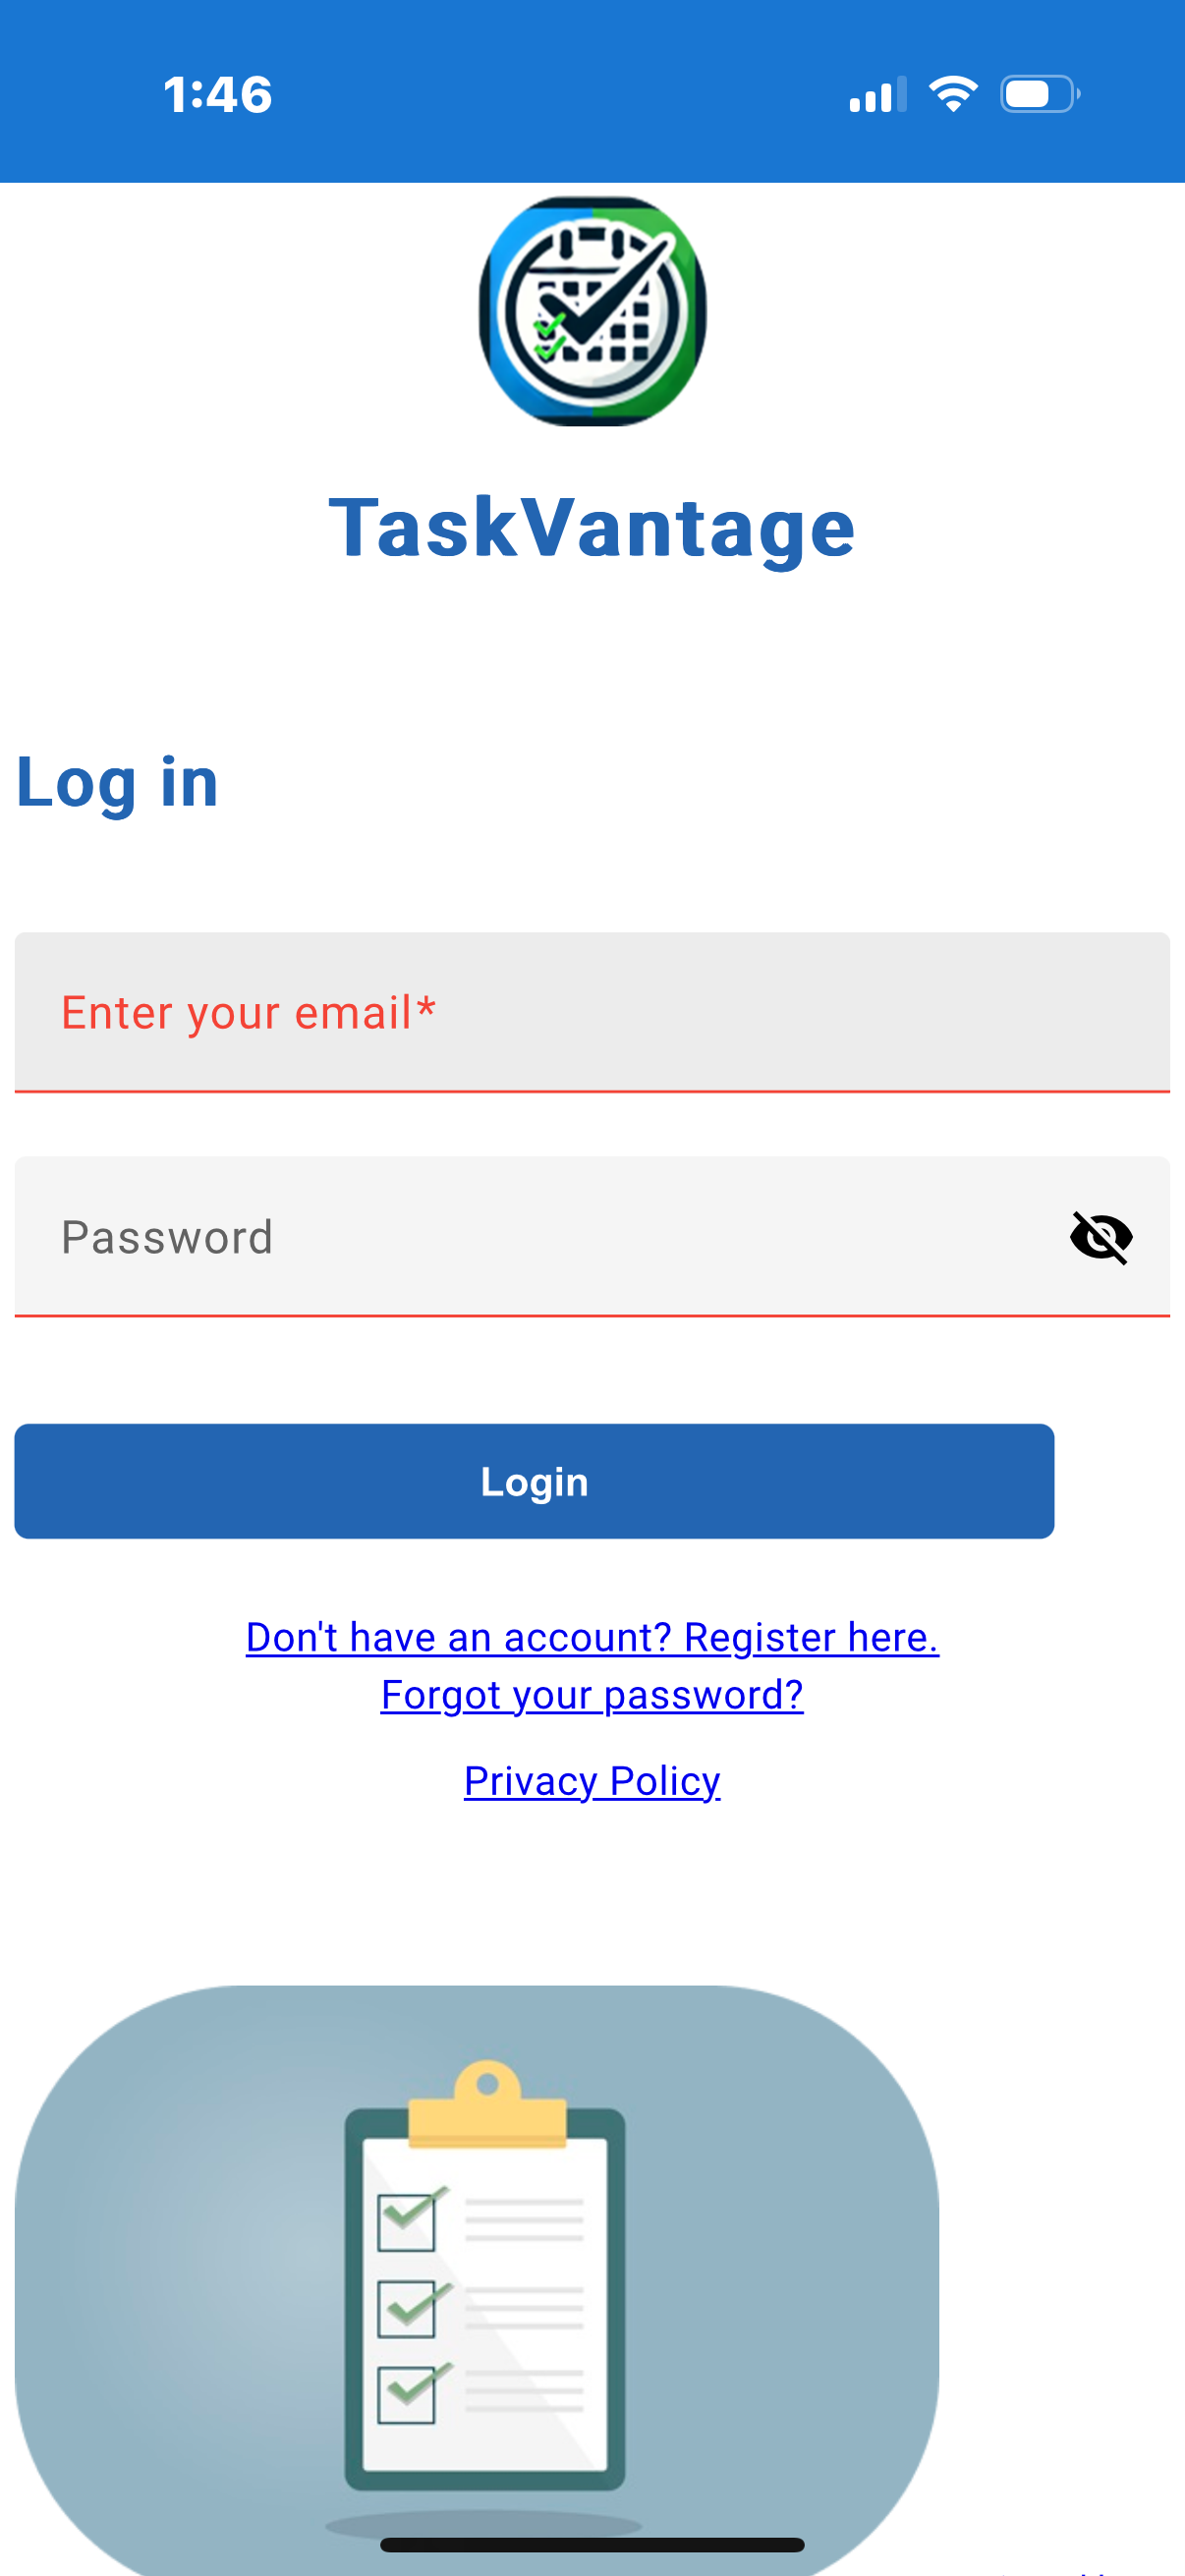 1:46
TaskVantage
Log in
Enter your email*
Password
Login
Don't have an account? Register here.
Forgot your password?
Privacy Policy